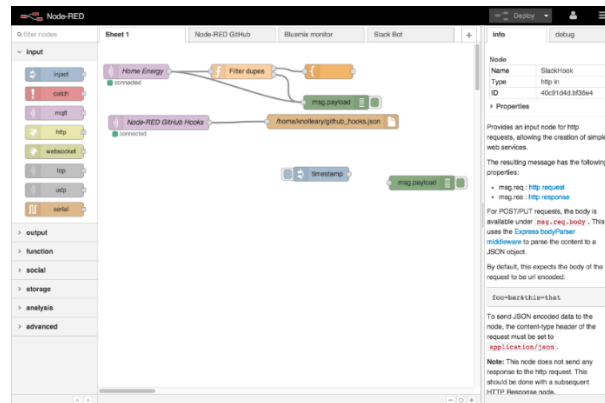 Node-RED
Deploy
filter nodes
Sheet 1
Node-RED GitHub
Bluemix monitor
Slack Bot
info
debug
input
inject
catch
mqtt
http
websocket
tcp
udp
serial
output
function
social
storage
analysis
advanced
Home Energy
connected
Filter dupes
msg.payload
Node-RED GitHub Hooks
connected
/home/knolleary/github_hooks.json
timestamp
msg.payload
Node
Name SlackHook
Type http in
ID 40c91d4d.bf36e4
Properties
Provides an input node for http
requests, allowing the creation of simple
web services.
The resulting message has the following
properties:
msg.req : http request
msg.res : http response
For POST/PUT requests, the body is
available under msg.req.body. This
uses the Express bodyParser
middleware to parse the content to a
JSON object.
By default, this expects the body of the
request to be url encoded:
foo=bar&this=that
To send JSON encoded data to the
node, the content-type header of the
request must be set to
application/json.
Note: This node does not send any
response to the http request. This
should be done with a subsequent
HTTP Response node.